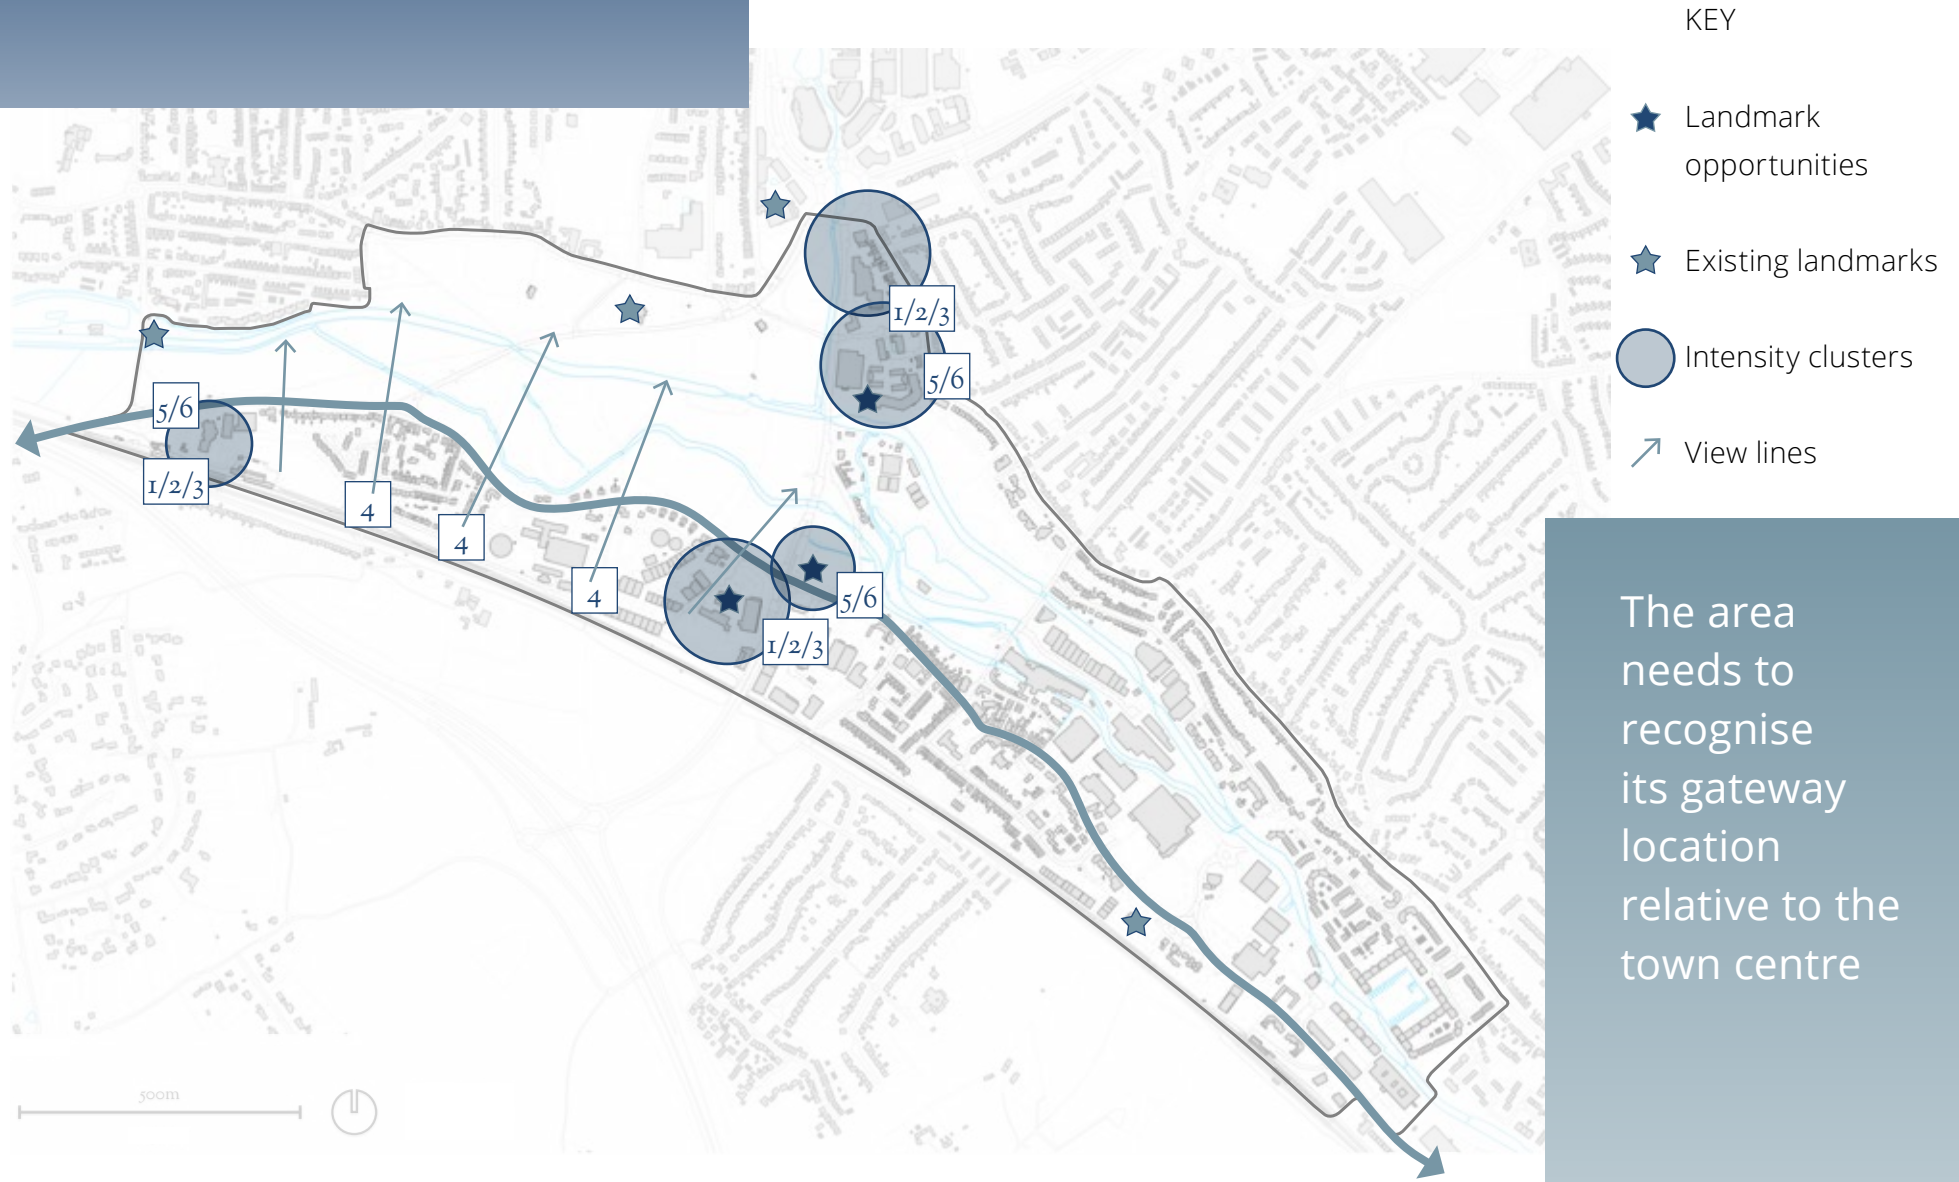 KEY
Landmark
opportunities
Existing landmarks
Intensity clusters
View lines
1/2/3
5/6
5/6
1/2/3
4
4
4
5/6
1/2/3
The area
needs to
recognise
its gateway
location
relative to the
town centre
500m